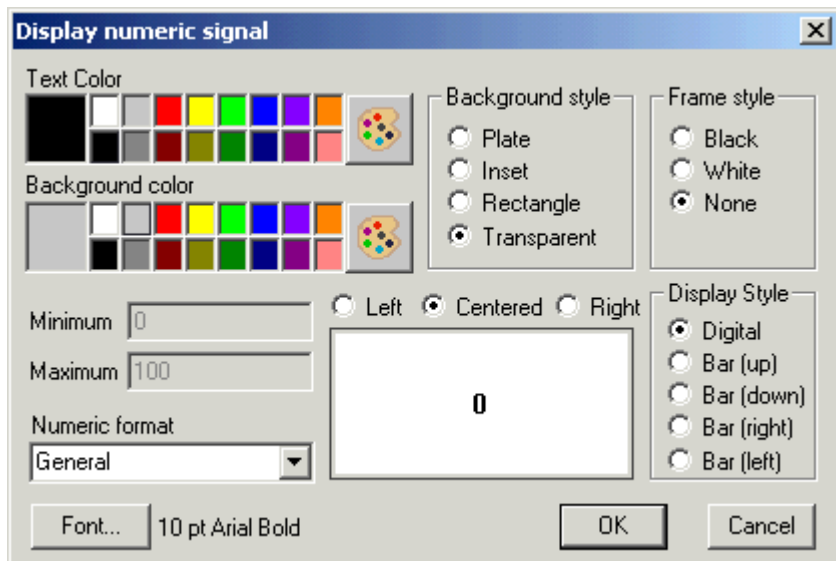 Display numeric signal
Text Color
Background color
Background style
Plate
Inset
Rectangle
Transparent
Frame style
Black
White
None
Minimum 0
Maximum 100
Numeric format
General
Left Centered Right
0
Display Style
Digital
Bar (up)
Bar (down)
Bar (right)
Bar (left)
Font... 10 pt Arial Bold
OK Cancel